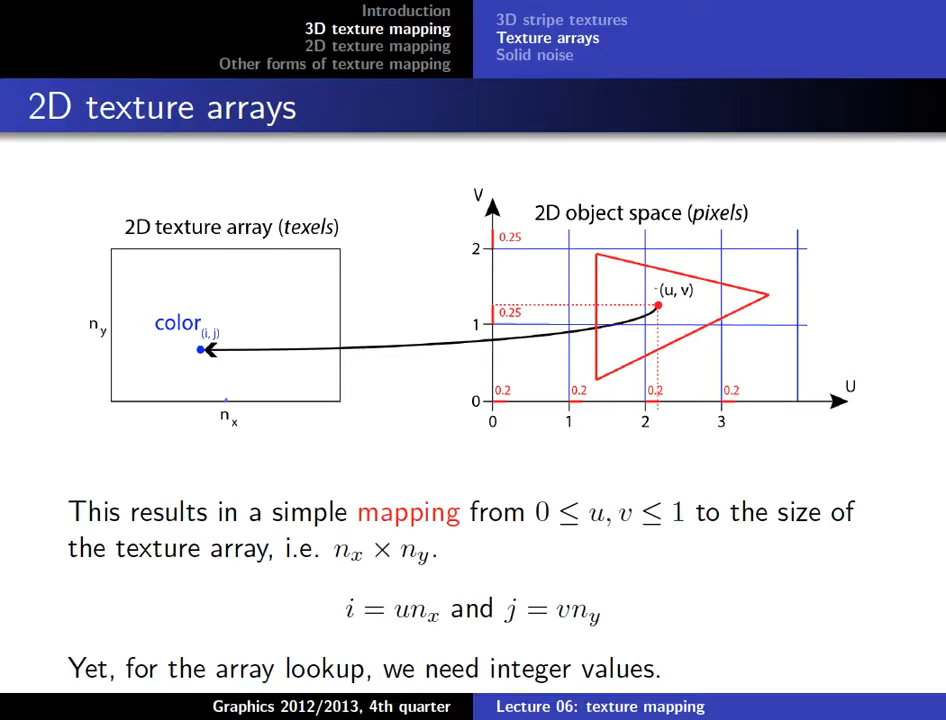 Introduction
3D texture mapping
2D texture mapping
Other forms of texture mapping
3D stripe textures
Texture arrays
Solid noise
2D texture arrays
2D texture array (texels)
n_y
color_(i, j)
n_x
V
2D object space (pixels)
2
0.25
(u, v)
0.25
1
0.2
0.2
0.2
0.2
U
0
0
1
2
3
This results in a simple mapping from 0 ≤ u, v ≤ 1 to the size of
the texture array, i.e. n_x × n_y.
i = un_x and j = vn_y
Yet, for the array lookup, we need integer values.
Graphics 2012/2013, 4th quarter
Lecture 06: texture mapping